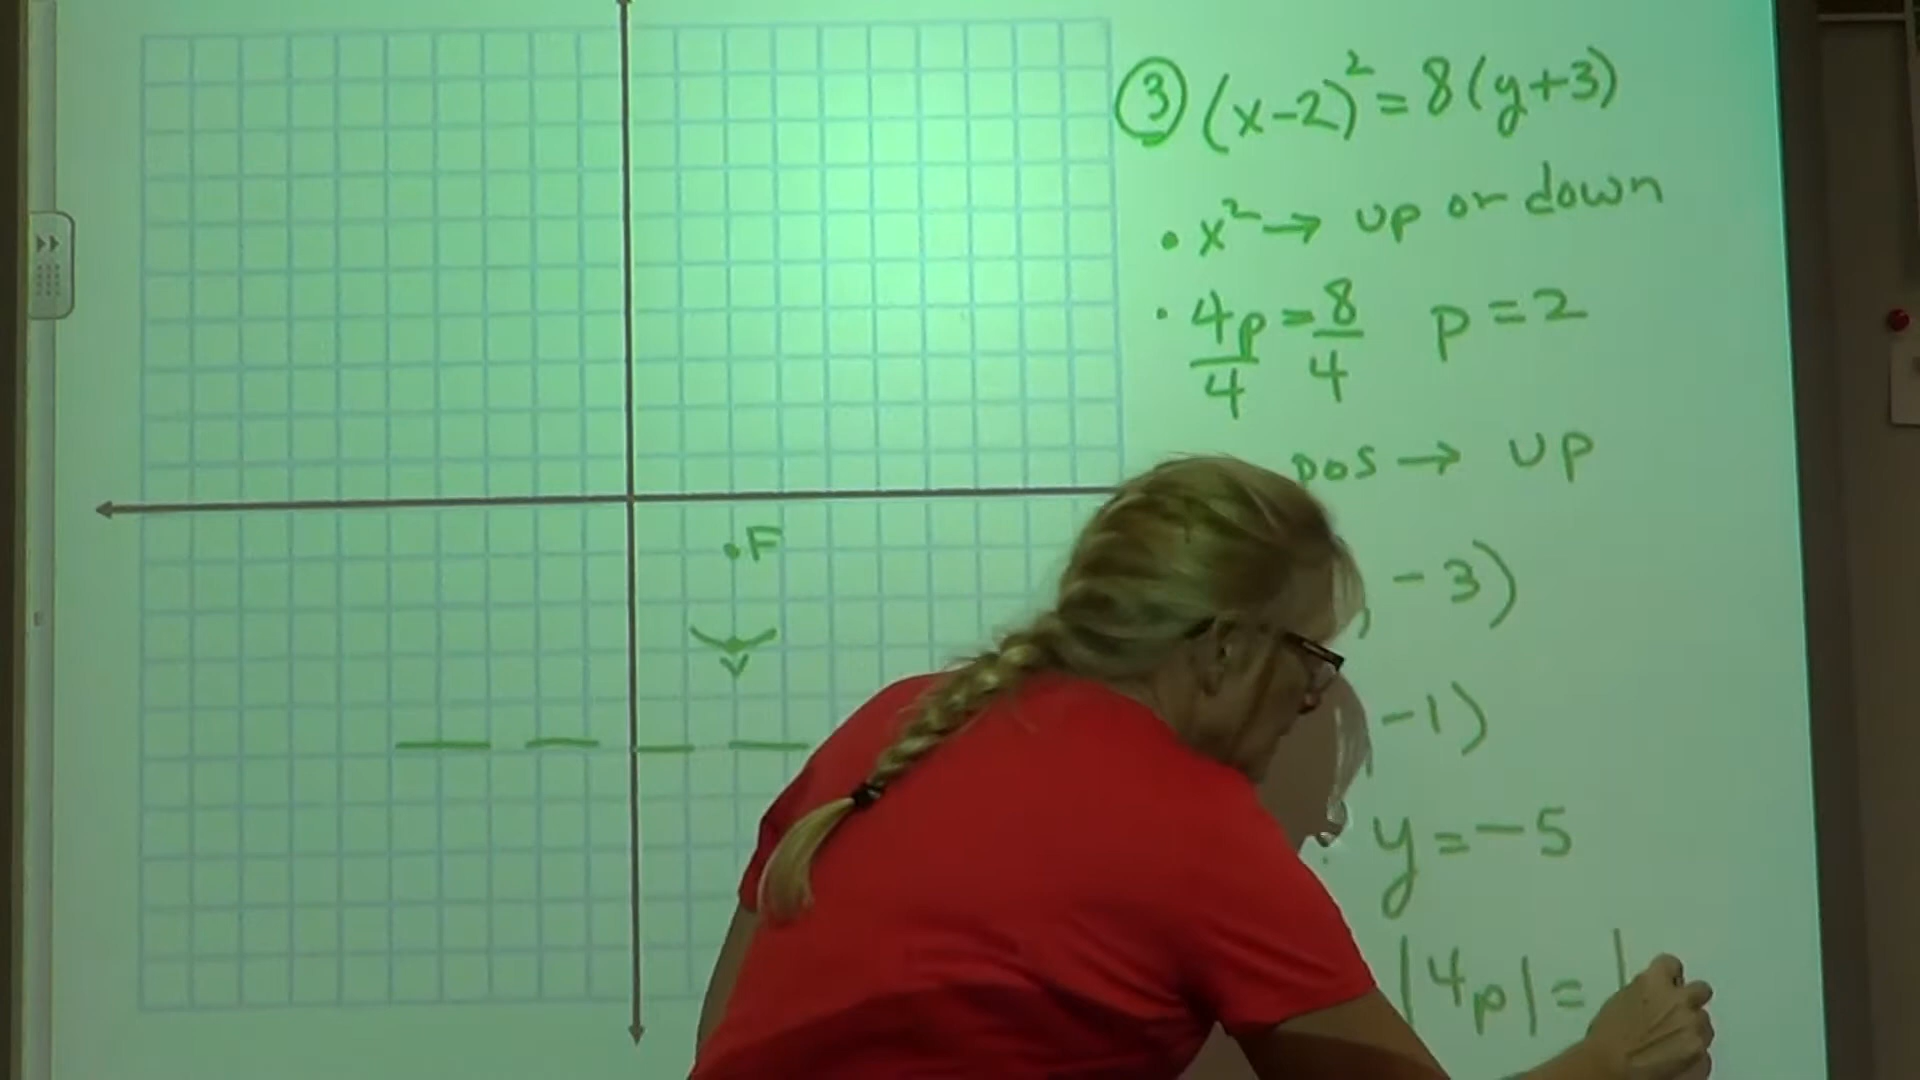 ③ (x-2)² = 8(y+3)
• x² → up or down
• 4p/4 = 8/4 p = 2
pos → up
, -3)
, -1)
y = -5
|4p| = |
• F
V